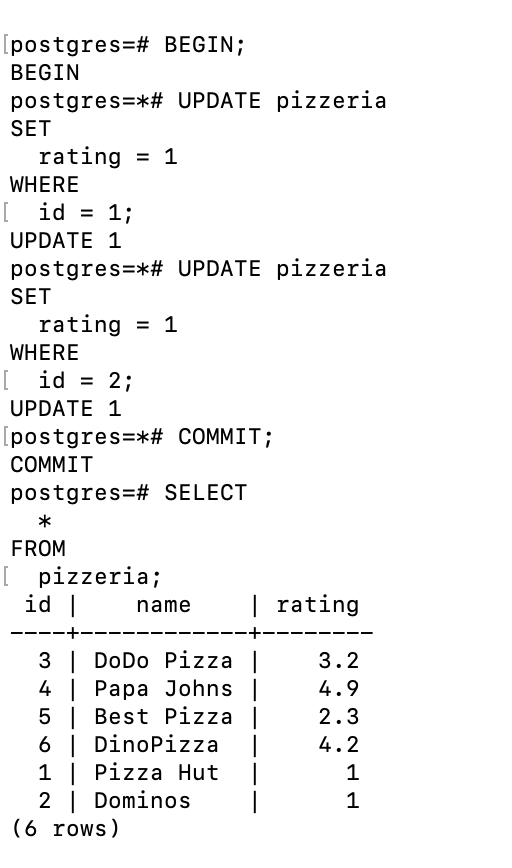 [postgres=# BEGIN;
BEGIN
postgres=*# UPDATE pizzeria
SET
  rating = 1
WHERE
[  id = 1;
UPDATE 1
postgres=*# UPDATE pizzeria
SET
  rating = 1
WHERE
[  id = 2;
UPDATE 1
[postgres=*# COMMIT;
COMMIT
postgres=# SELECT
  *
FROM
[  pizzeria;
 id |    name    | rating
----+------------+--------
  3 | DoDo Pizza |    3.2
  4 | Papa Johns |    4.9
  5 | Best Pizza |    2.3
  6 | DinoPizza  |    4.2
  1 | Pizza Hut  |      1
  2 | Dominos    |      1
(6 rows)